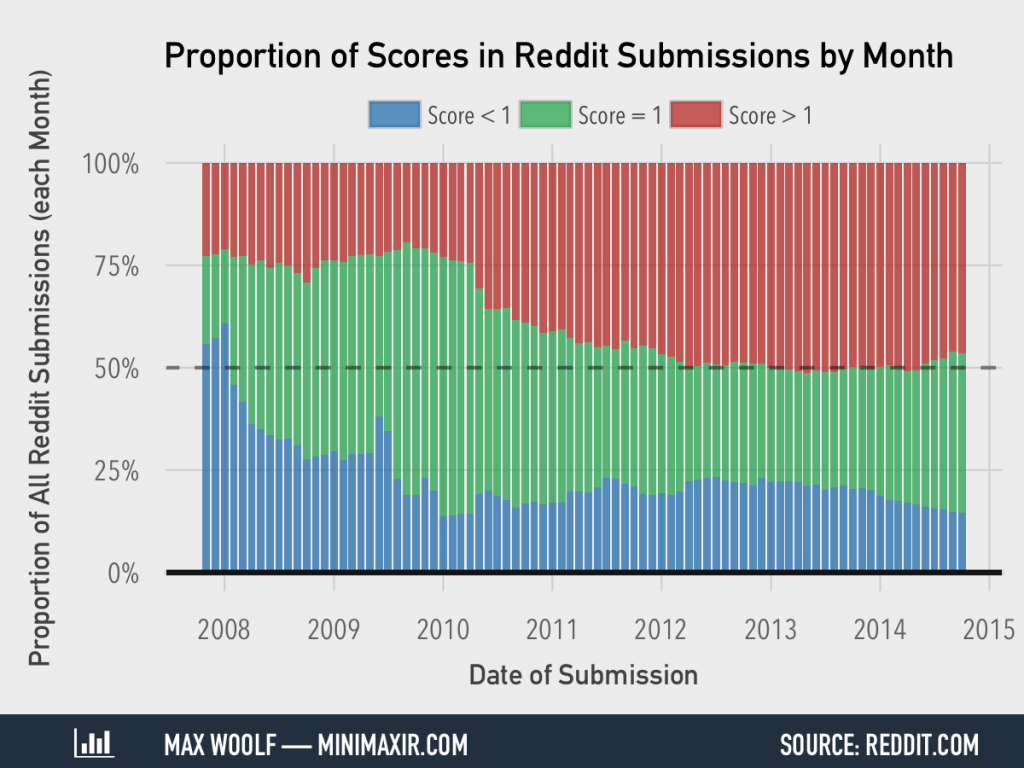 Proportion of Scores in Reddit Submissions by Month
Score < 1
Score = 1
Score > 1
Proportion of All Reddit Submissions (each Month)
100%
75%
50%
25%
0%
2008
2009
2010
2011
2012
2013
2014
2015
Date of Submission
MAX WOOLF — MINIMAXIR.COM
SOURCE: REDDIT.COM